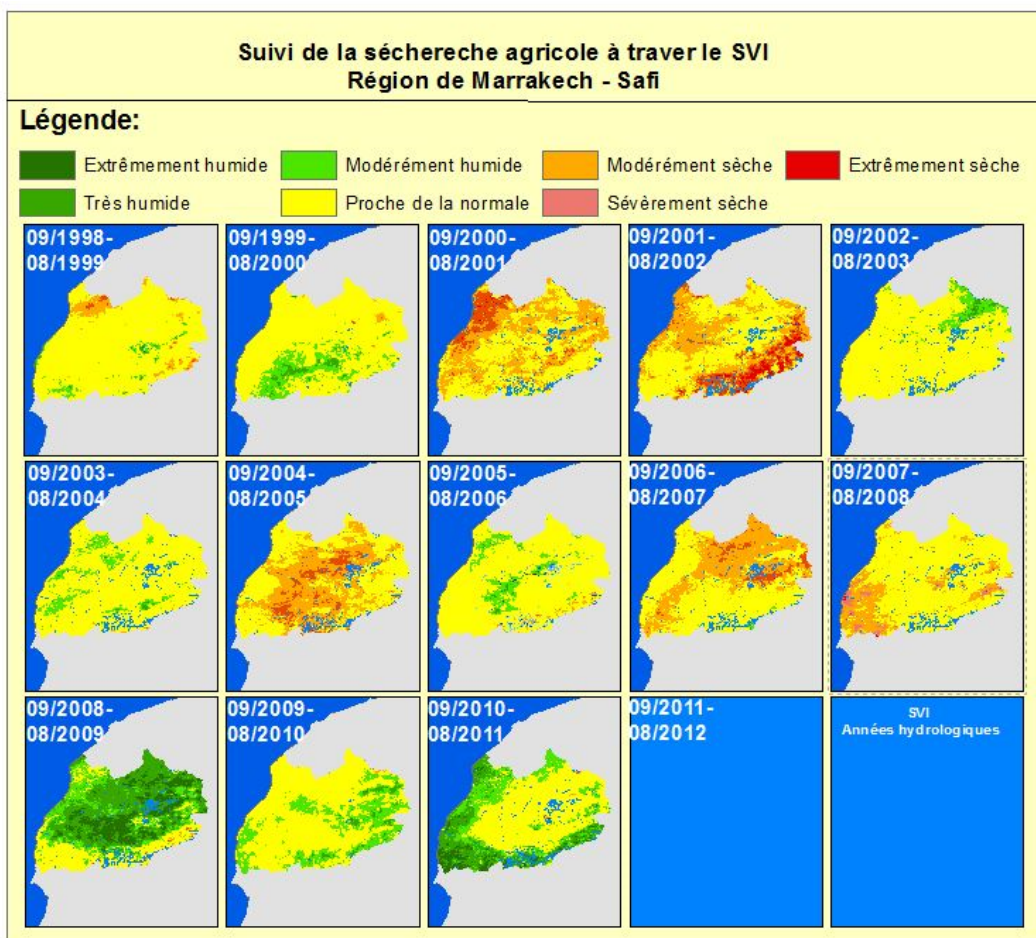 Suivi de la séchereche agricole à traver le SVI
Région de Marrakech - Safi
Légende:
Extrêmement humide
Modérément humide
Modérément sèche
Extrêmement sèche
Très humide
Proche de la normale
Sévèrement sèche
09/1998-
08/1999
09/1999-
08/2000
09/2000-
08/2001
09/2001-
08/2002
09/2002-
08/2003
09/2003-
08/2004
09/2004-
08/2005
09/2005-
08/2006
09/2006-
08/2007
09/2007-
08/2008
09/2008-
08/2009
09/2009-
08/2010
09/2010-
08/2011
09/2011-
08/2012
SVI
Années hydrologiques